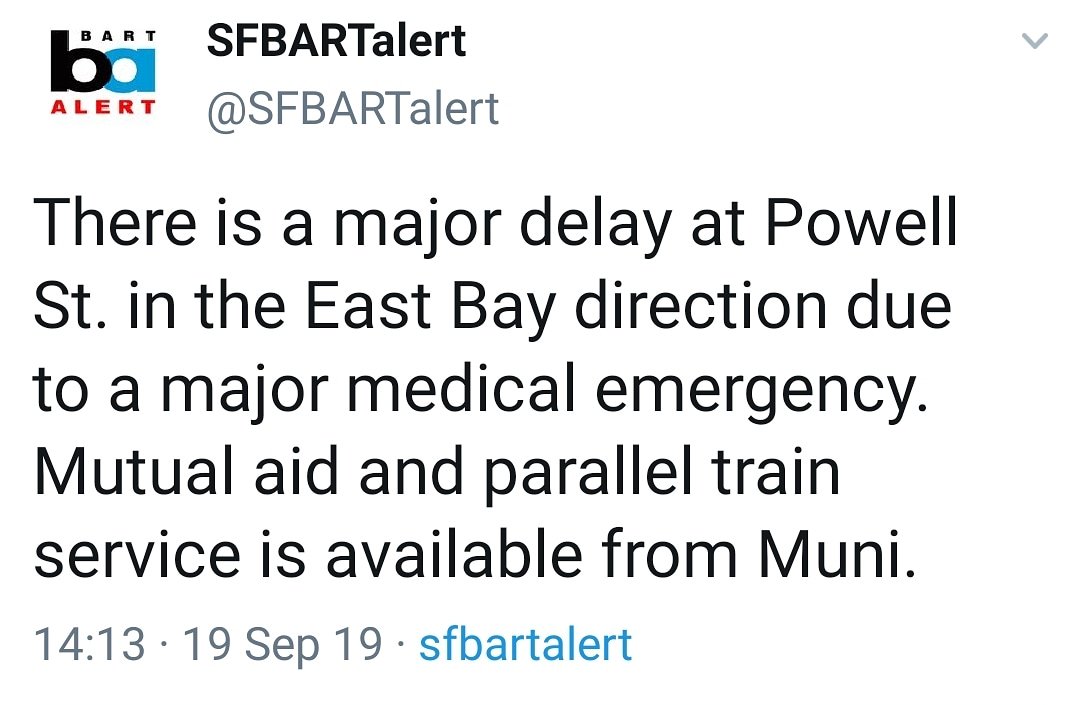 BART
ba
ALERT
SFBARTalert
@SFBARTalert
There is a major delay at Powell
St. in the East Bay direction due
to a major medical emergency.
Mutual aid and parallel train
service is available from Muni.
14:13 · 19 Sep 19 · sfbartalert